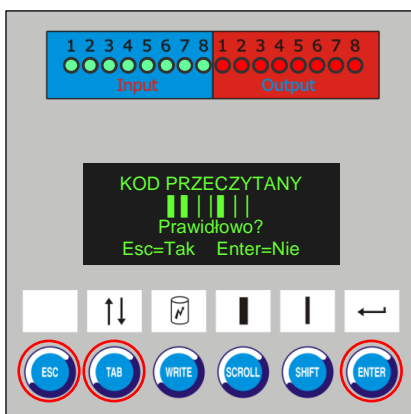 1 2 3 4 5 6 7 8 1 2 3 4 5 6 7 8
Input Output
KOD PRZECZYTANY
Prawidłowo?
Esc=Tak Enter=Nie
ESC TAB WRITE SCROLL SHIFT ENTER